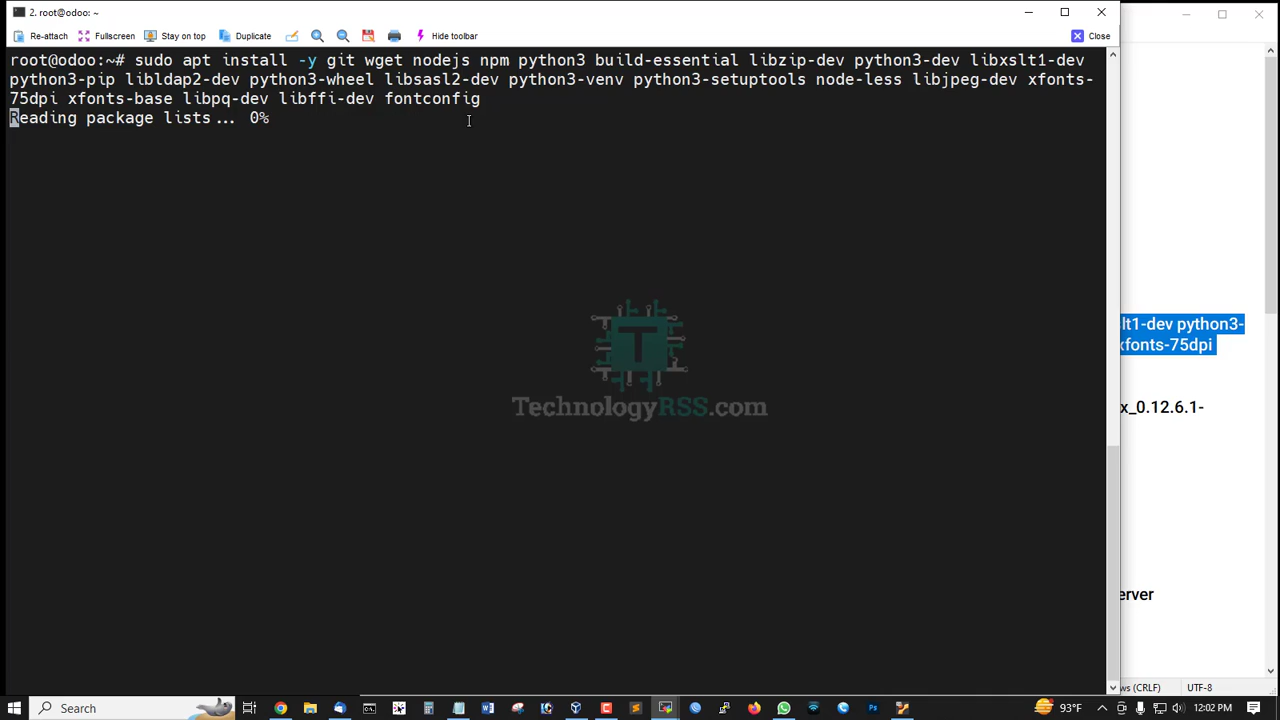 2. root@odoo: ~
Re-attach Fullscreen Stay on top Duplicate Hide toolbar Close
root@odoo:~# sudo apt install -y git wget nodejs npm python3 build-essential libzip-dev python3-dev libxslt1-dev
python3-pip libldap2-dev python3-wheel libsasl2-dev python3-venv python3-setuptools node-less libjpeg-dev xfonts-
75dpi xfonts-base libpq-dev libffi-dev fontconfig
Reading package lists... 0%
T
TechnologyRSS.com
slt1-dev python3-
xfonts-75dpi
x_0.12.6.1-
erver
ws (CRLF) UTF-8
Search 93°F 12:02 PM